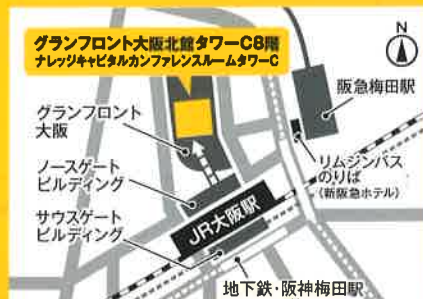 グランフロント大阪北館タワーC8階
ナレッジキャピタルカンファレンスルームタワーC
N
阪急梅田駅
グランフロント
大阪
ノースゲート
ビルディング
リムジンバス
のりば
(新阪急ホテル)
サウスゲート
ビルディング
JR大阪駅
地下鉄・阪神梅田駅